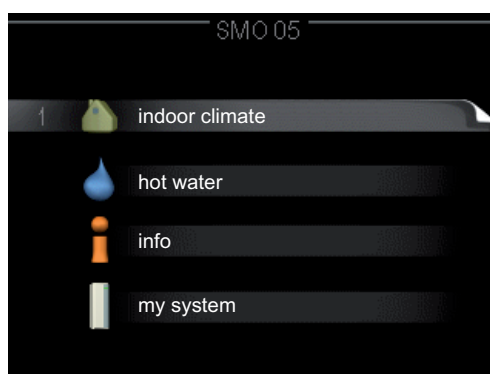 SMO 05
1 indoor climate
hot water
info
my system